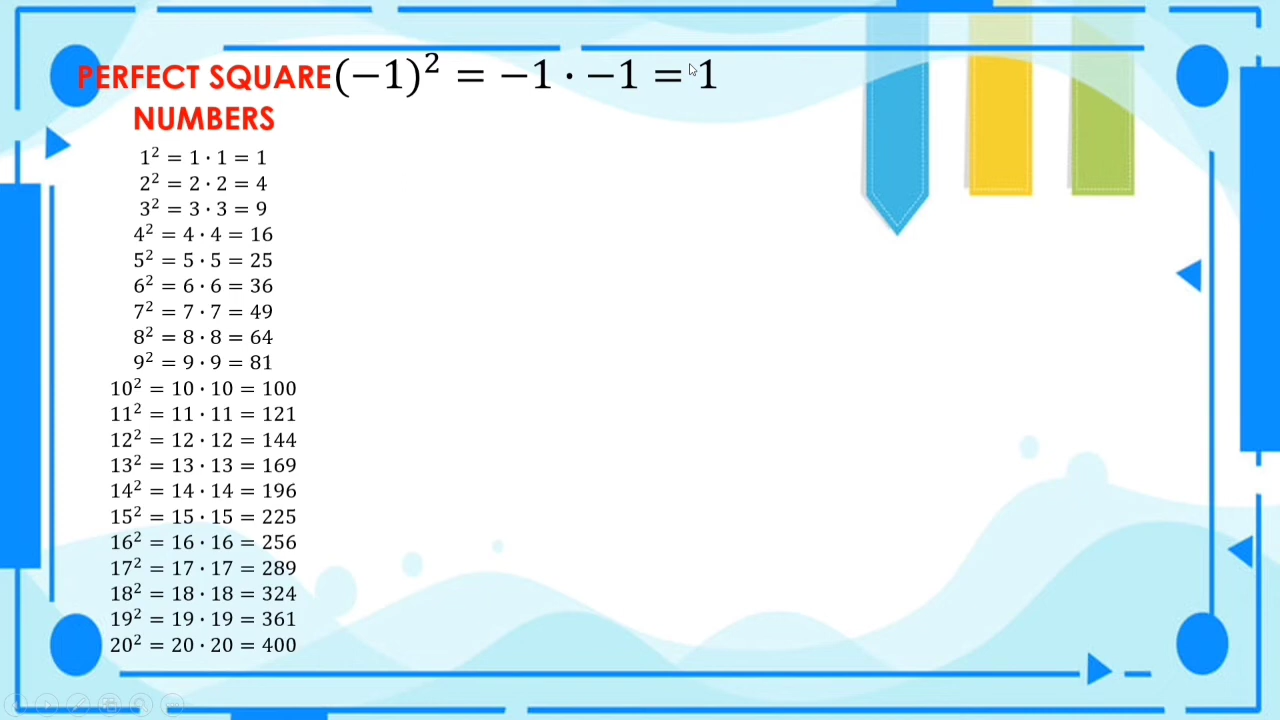 PERFECT SQUARE
NUMBERS
(−1)² = −1 · −1 = 1
1² = 1 · 1 = 1
2² = 2 · 2 = 4
3² = 3 · 3 = 9
4² = 4 · 4 = 16
5² = 5 · 5 = 25
6² = 6 · 6 = 36
7² = 7 · 7 = 49
8² = 8 · 8 = 64
9² = 9 · 9 = 81
10² = 10 · 10 = 100
11² = 11 · 11 = 121
12² = 12 · 12 = 144
13² = 13 · 13 = 169
14² = 14 · 14 = 196
15² = 15 · 15 = 225
16² = 16 · 16 = 256
17² = 17 · 17 = 289
18² = 18 · 18 = 324
19² = 19 · 19 = 361
20² = 20 · 20 = 400